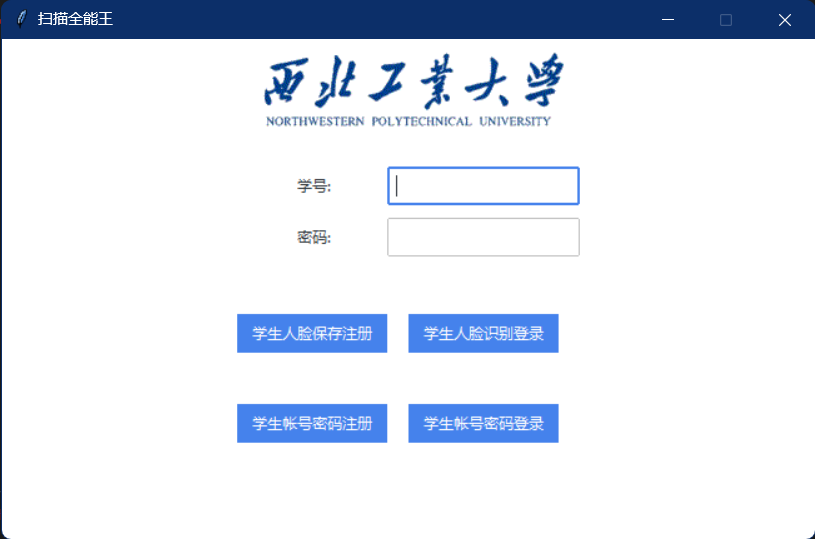 扫描全能王
西北工业大学
NORTHWESTERN POLYTECHNICAL UNIVERSITY
学号:
密码:
学生人脸保存注册 学生人脸识别登录
学生帐号密码注册 学生帐号密码登录